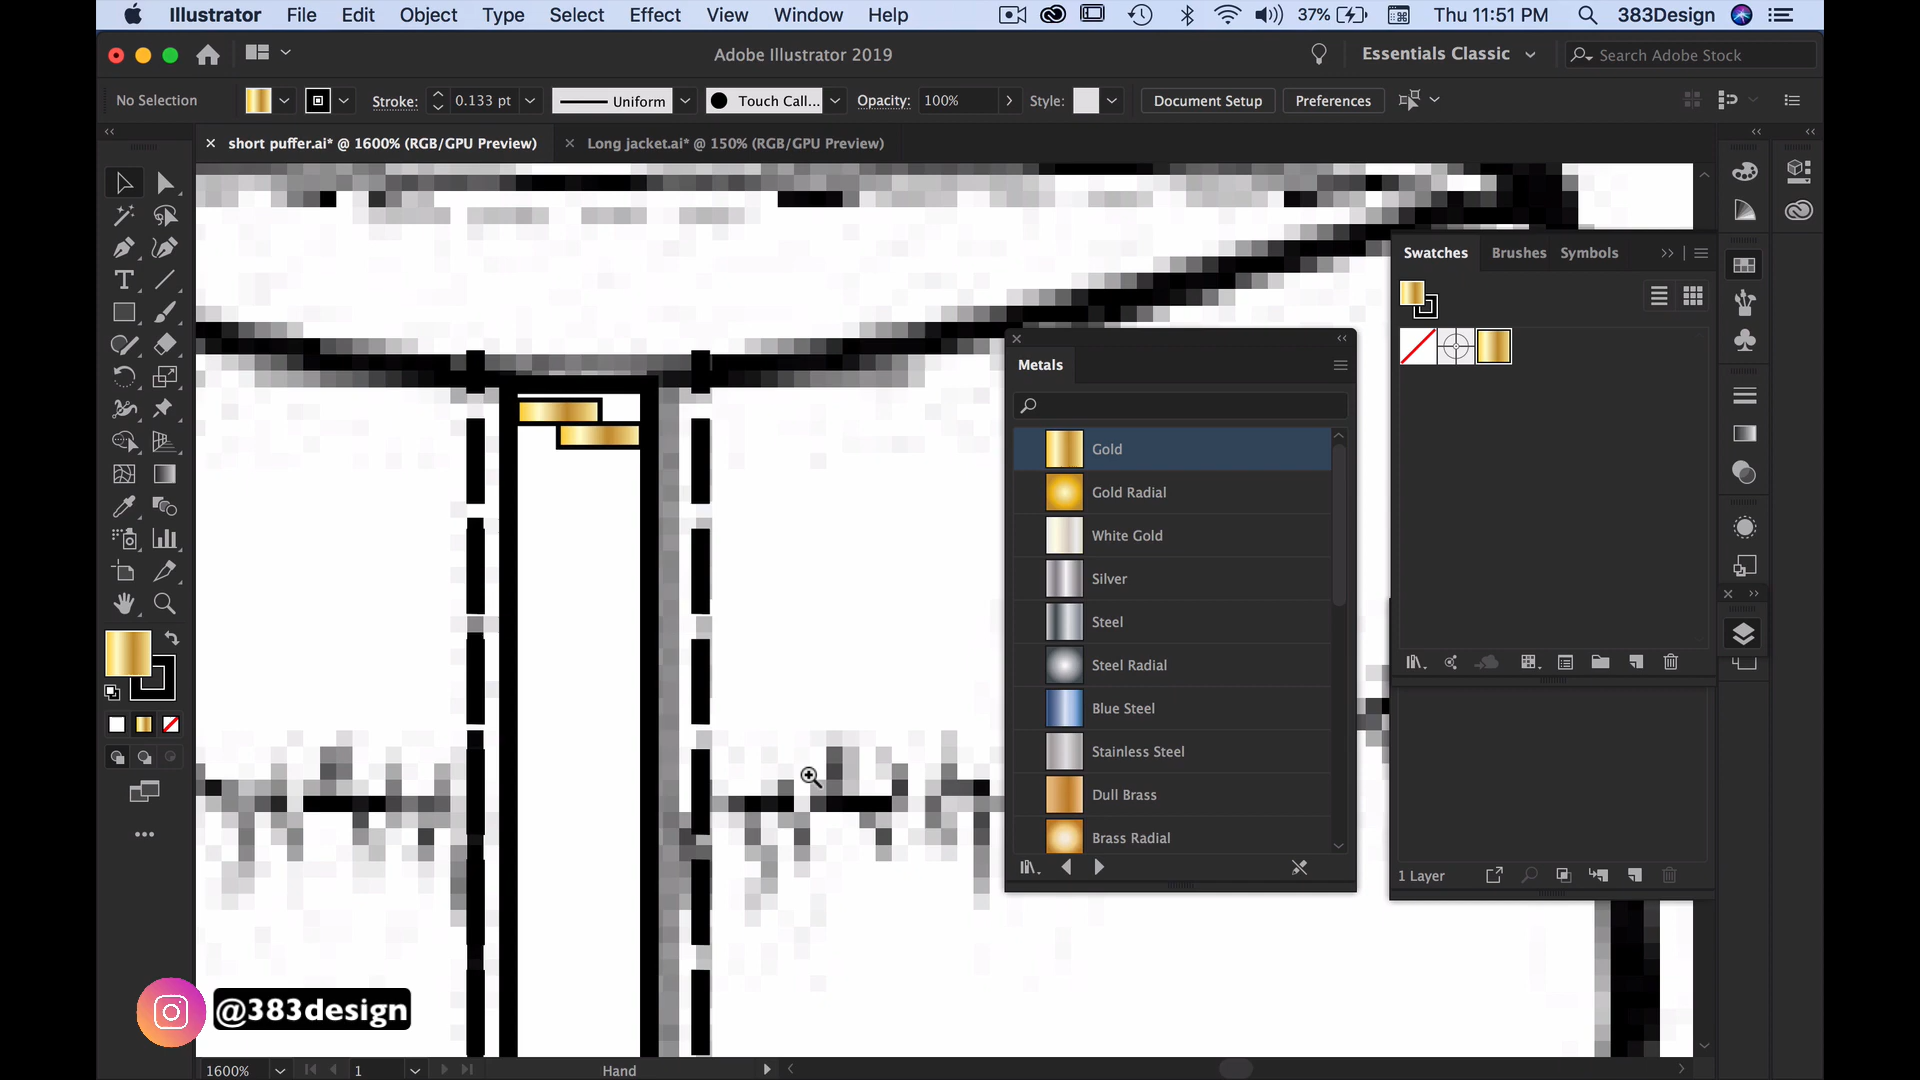 Illustrator File Edit Object Type Select Effect View Window Help 37% Thu 11:51 PM 383Design
Adobe Illustrator 2019 Essentials Classic Search Adobe Stock
No Selection Stroke: 0.133 pt Uniform Touch Call... Opacity: 100% Style: Document Setup Preferences
short puffer.ai* @ 1600% (RGB/GPU Preview) Long jacket.ai* @ 150% (RGB/GPU Preview)
Swatches Brushes Symbols
Metals
Gold
Gold Radial
White Gold
Silver
Steel
Steel Radial
Blue Steel
Stainless Steel
Dull Brass
Brass Radial
1 Layer
@383design
1600% 1 Hand